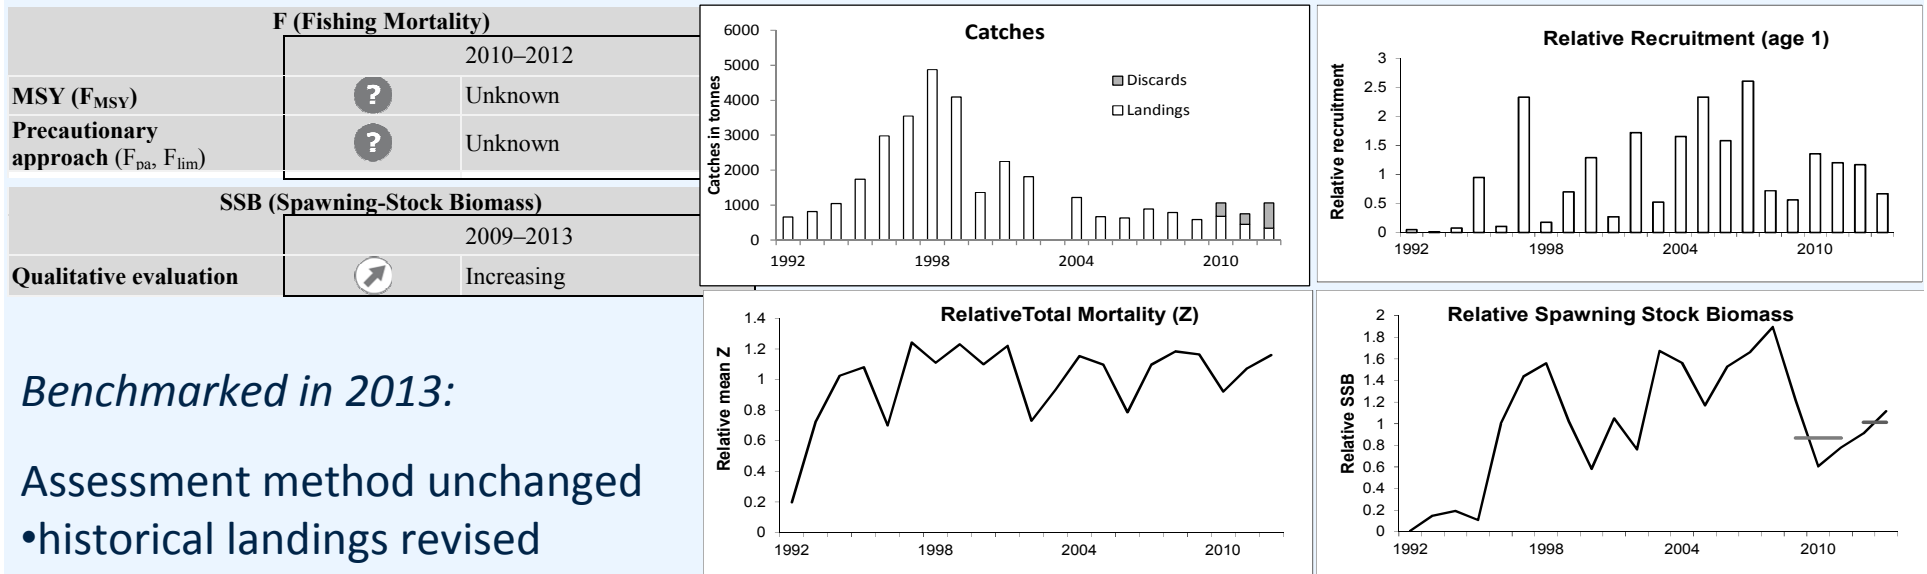 F (Fishing Mortality)
2010–2012
MSY (FMSY) ? Unknown
Precautionary
approach (Fpa, Flim) ? Unknown
SSB (Spawning-Stock Biomass)
2009–2013
Qualitative evaluation Increasing
Benchmarked in 2013:
Assessment method unchanged
•historical landings revised
Catches
Catches in tonnes
6000
5000
4000
3000
2000
1000
0
Discards
Landings
1992 1998 2004 2010
Relative Recruitment (age 1)
Relative recruitment
3
2.5
2
1.5
1
0.5
0
1992 1998 2004 2010
RelativeTotal Mortality (Z)
Relative mean Z
1.4
1.2
1
0.8
0.6
0.4
0.2
0
1992 1998 2004 2010
Relative Spawning Stock Biomass
Relative SSB
2
1.8
1.6
1.4
1.2
1
0.8
0.6
0.4
0.2
0
1992 1998 2004 2010